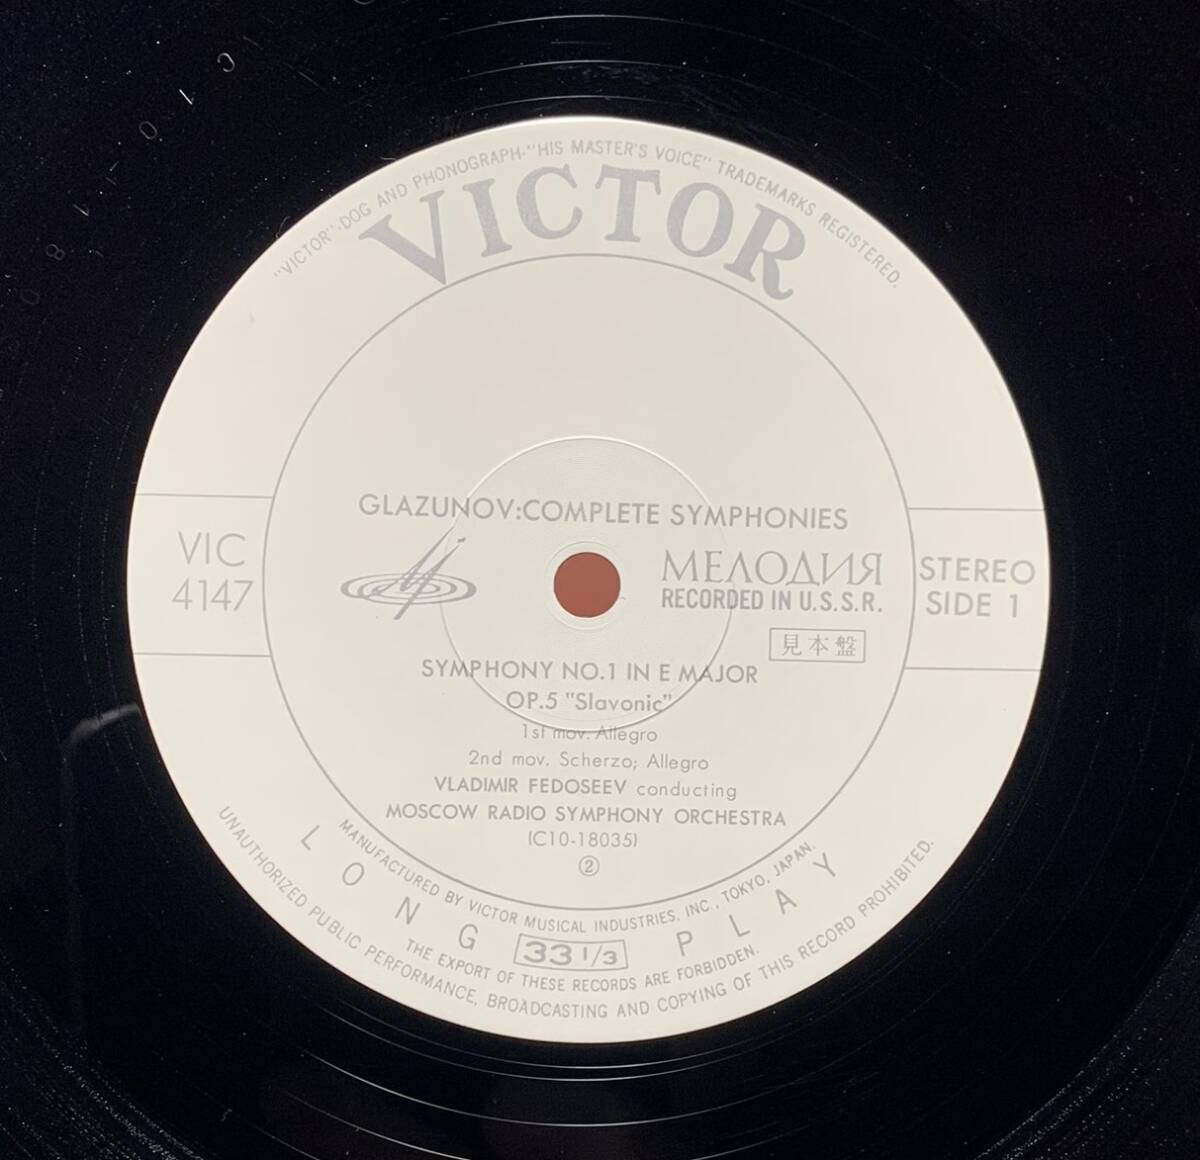 "VICTOR"·DOG AND PHONOGRAPH·"HIS MASTER'S VOICE" TRADEMARKS REGISTERED.
VICTOR
GLAZUNOV:COMPLETE SYMPHONIES
VIC
4147
МЕЛОДИЯ
RECORDED IN U.S.S.R.
STEREO
SIDE 1
見本盤
SYMPHONY NO.1 IN E MAJOR
OP.5 "Slavonic"
1st mov. Allegro
2nd mov. Scherzo; Allegro
VLADIMIR FEDOSEEV conducting
MOSCOW RADIO SYMPHONY ORCHESTRA
(C10-18035)
②
MANUFACTURED BY VICTOR MUSICAL INDUSTRIES, INC., TOKYO, JAPAN.
LONG PLAY
33 1/3
THE EXPORT OF THESE RECORDS ARE FORBIDDEN.
UNAUTHORIZED PUBLIC PERFORMANCE, BROADCASTING AND COPYING OF THIS RECORD PROHIBITED.